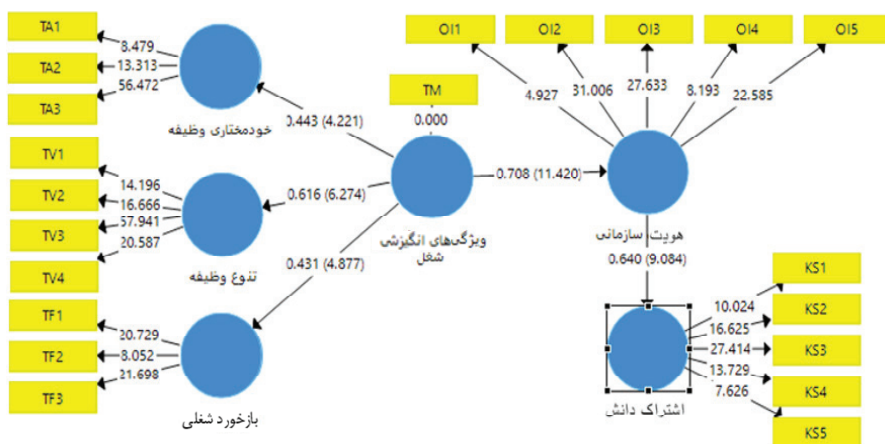 TA1
TA2
TA3
8.479
13.313
56.472
خودمختاری وظیفه
TV1
TV2
TV3
TV4
14.196
16.666
57.941
20.587
تنوع وظیفه
TF1
TF2
TF3
20.729
8.052
21.698
بازخورد شغلی
0.443 (4.221)
0.616 (6.274)
0.431 (4.877)
TM
0.000
ویژگی‌های انگیزشی
شغل
0.708 (11.420)
OI1
OI2
OI3
OI4
OI5
4.927
31.006
27.633
8.193
22.585
هویت سازمانی
0.640 (9.084)
اشتراک دانش
10.024
16.625
27.414
13.729
7.626
KS1
KS2
KS3
KS4
KS5